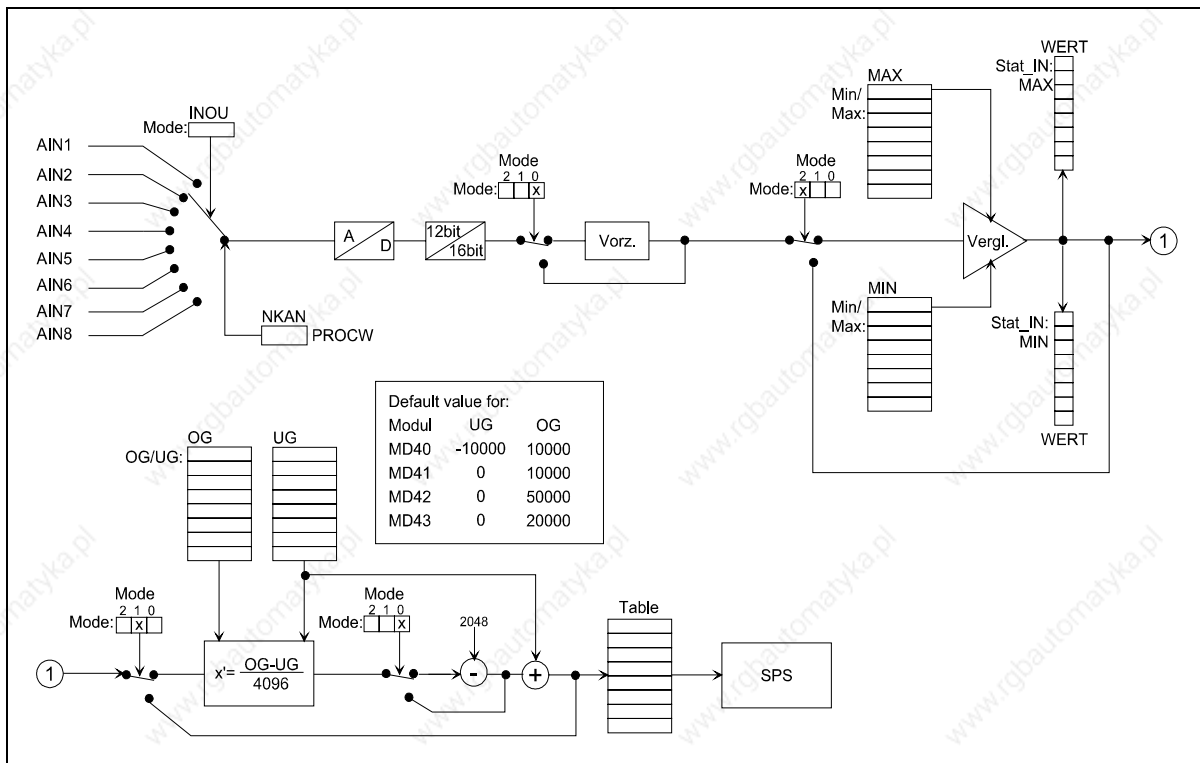 WERT
Stat_IN:
MAX
MAX
Min/
Max:
INOU
Mode:
AIN1
AIN2
AIN3
AIN4
AIN5
AIN6
AIN7
AIN8
NKAN
PROCW
A
D
12bit
16bit
Mode
2 1 0
Mode: x
Vorz.
Mode
2 1 0
Mode: x
Vergl.
1
MIN
Min/
Max:
Stat_IN:
MIN
WERT
OG
UG
OG/UG:
Default value for:
Modul UG OG
MD40 -10000 10000
MD41 0 10000
MD42 0 50000
MD43 0 20000
Mode
2 1 0
Mode: x
1
x'= OG-UG
4096
Mode
2 1 0
Mode: x
2048
-
+
Table
SPS
www.rgbautomatyka.pl